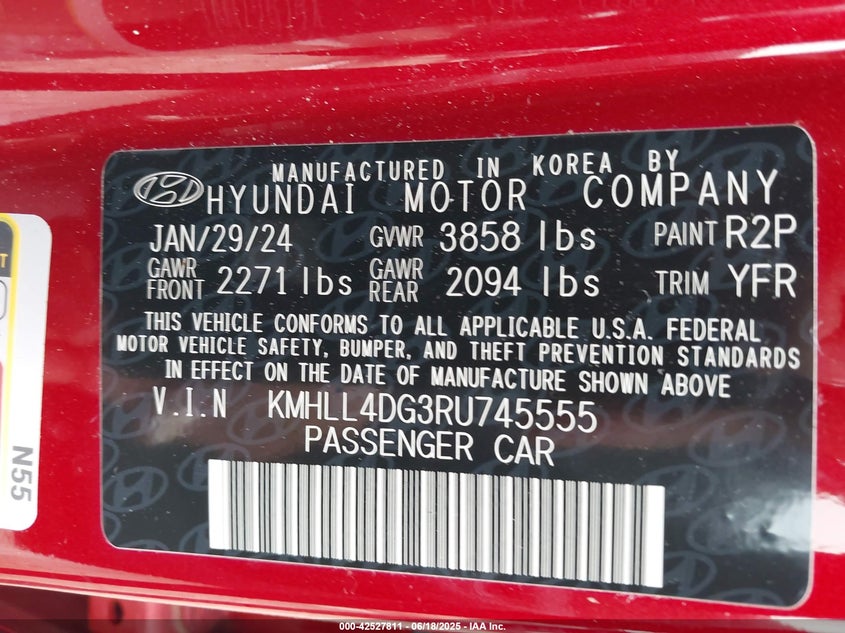 MANUFACTURED IN KOREA BY
HYUNDAI MOTOR COMPANY
JAN/29/24 GVWR 3858 lbs PAINT R2P
GAWR FRONT 2271 lbs GAWR REAR 2094 lbs TRIM YFR
THIS VEHICLE CONFORMS TO ALL APPLICABLE U.S.A. FEDERAL
MOTOR VEHICLE SAFETY, BUMPER, AND THEFT PREVENTION STANDARDS
IN EFFECT ON THE DATE OF MANUFACTURE SHOWN ABOVE
V.I.N KMHLL4DG3RU745555
PASSENGER CAR
N55
000-42527811 - 06/18/2025 - IAA Inc.